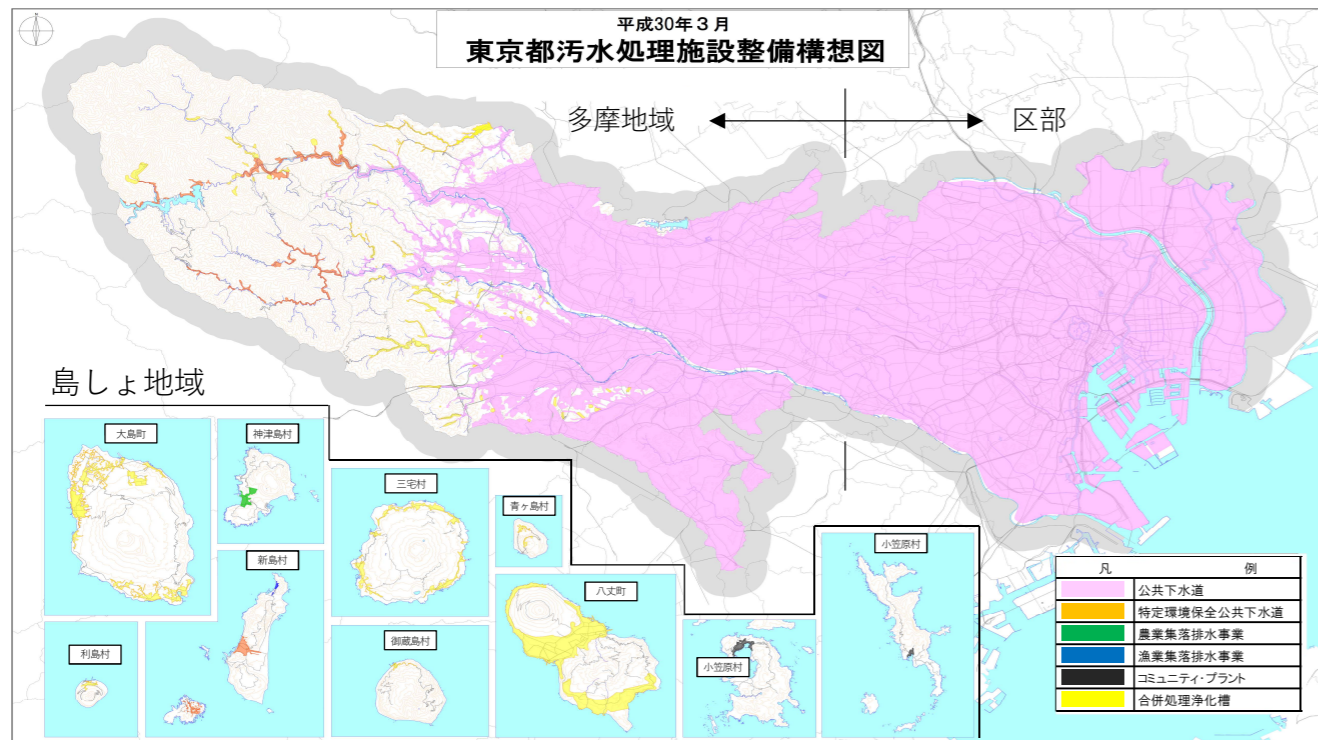 平成30年3月
東京都汚水処理施設整備構想図
多摩地域
区部
島しょ地域
大島町
神津島村
三宅村
青ヶ島村
小笠原村
新島村
八丈町
利島村
御蔵島村
小笠原村
凡 例
公共下水道
特定環境保全公共下水道
農業集落排水事業
漁業集落排水事業
コミュニティ・プラント
合併処理浄化槽